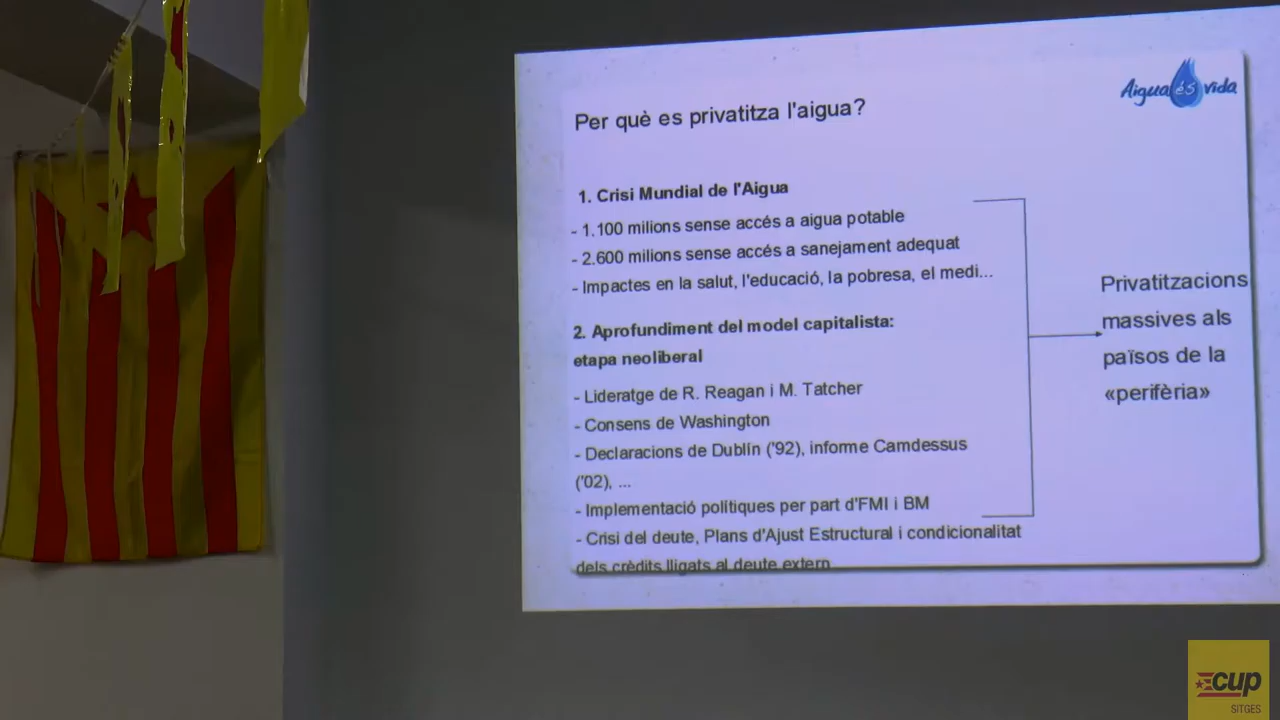 Aigua és vida
Per què es privatitza l'aigua?
1. Crisi Mundial de l'Aigua
- 1.100 milions sense accés a aigua potable
- 2.600 milions sense accés a sanejament adequat
- Impactes en la salut, l'educació, la pobresa, el medi...
2. Aprofundiment del model capitalista:
etapa neoliberal
- Lideratge de R. Reagan i M. Tatcher
- Consens de Washington
- Declaracions de Dublín ('92), informe Camdessus
('02), ...
- Implementació polítiques per part d'FMI i BM
- Crisi del deute, Plans d'Ajust Estructural i condicionalitat
dels crèdits lligats al deute extern
Privatitzacions
massives als
països de la
«perifèria»
cup
SITGES